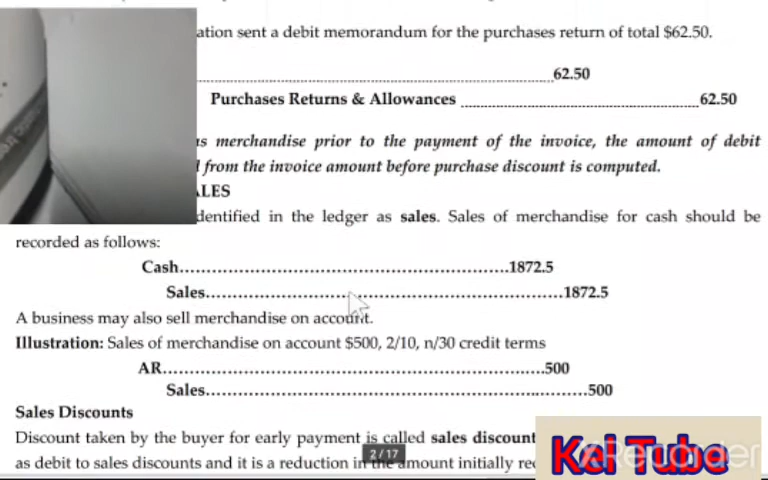 ation sent a debit memorandum for the purchases return of total $62.50.
62.50
Purchases Returns & Allowances 62.50
is merchandise prior to the payment of the invoice, the amount of debit
from the invoice amount before purchase discount is computed.
ALES
dentified in the ledger as sales. Sales of merchandise for cash should be
recorded as follows:
Cash...1872.5
Sales...1872.5
A business may also sell merchandise on account.
Illustration: Sales of merchandise on account $500, 2/10, n/30 credit terms
AR...500
Sales...500
Sales Discounts
Discount taken by the buyer for early payment is called sales discount
as debit to sales discounts and it is a reduction in the amount initially re
2 / 17
Kel Tube